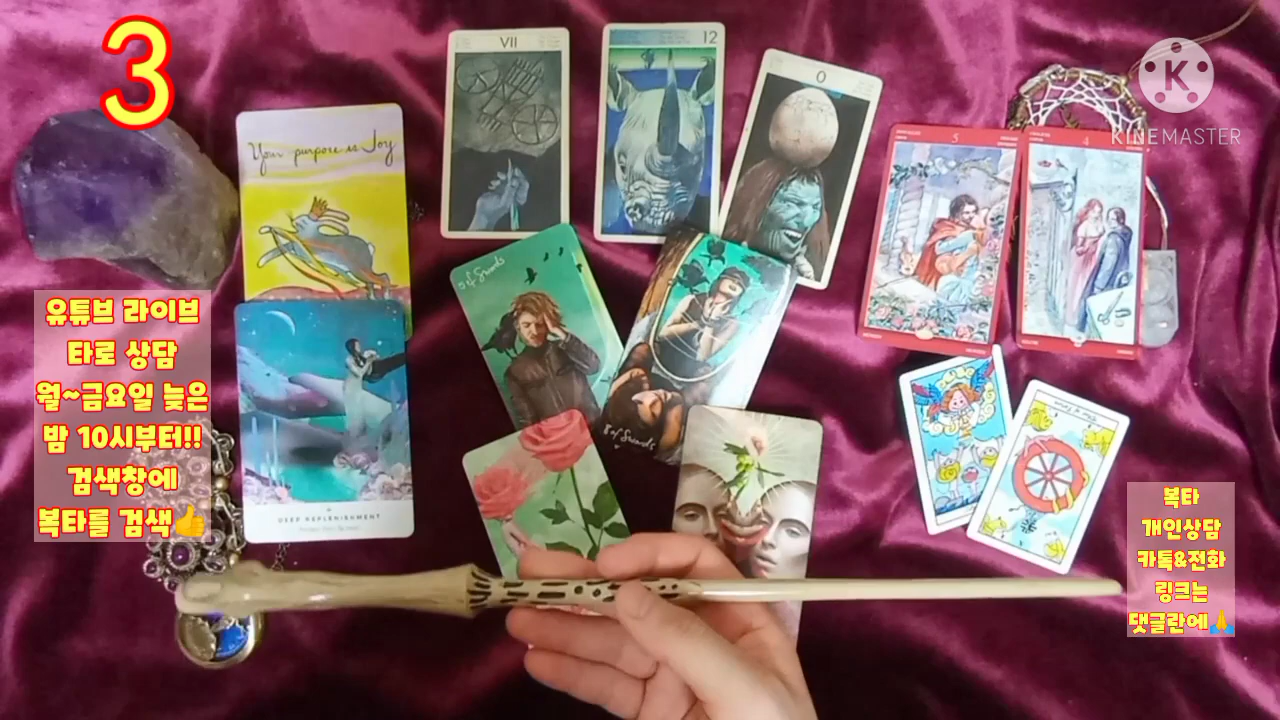 3
유튜브 라이브
타로 상담
월~금요일 늦은
밤 10시부터!!
검색창에
복타를 검색👍
Your purpose is Joy
DEEP REPLENISHMENT
VII
12
0
8 of Swords
5
4
K
KINEMASTER
복타
개인상담
카톡&전화
링크는
댓글란에🙏